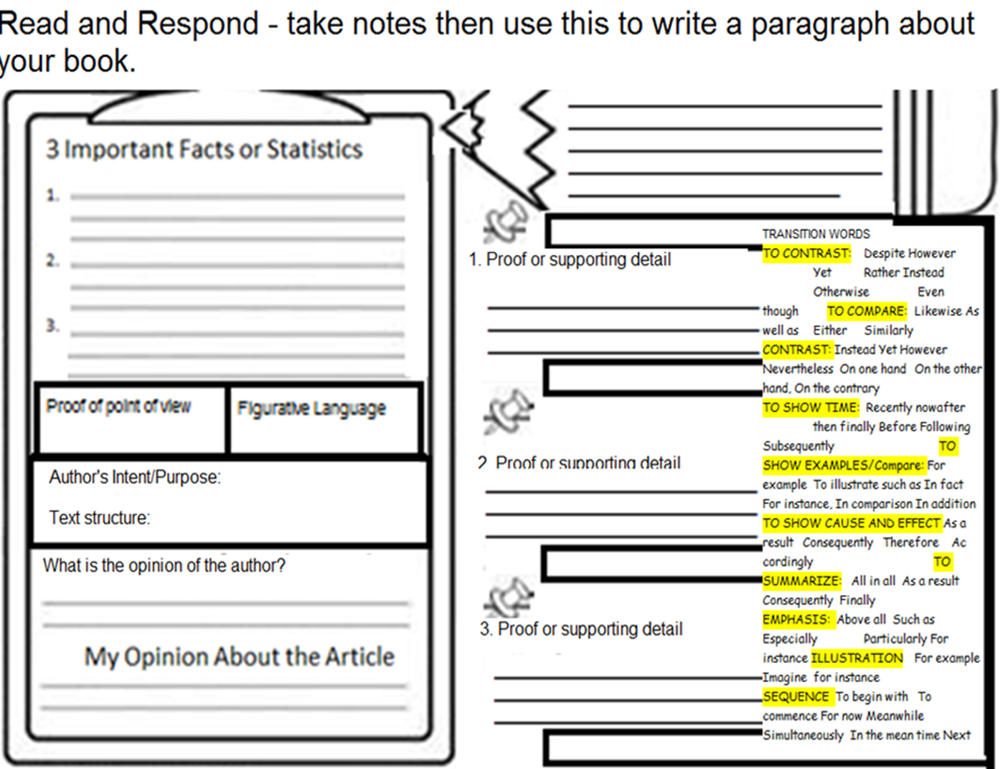 Read and Respond - take notes then use this to write a paragraph about
your book.
3 Important Facts or Statistics
1.
2.
3.
Proof of point of view
Figurative Language
Author's Intent/Purpose:
Text structure:
What is the opinion of the author?
My Opinion About the Article
1. Proof or supporting detail
2 Proof or supporting detail
3. Proof or supporting detail
TRANSITION WORDS
TO CONTRAST: Despite However
Yet Rather Instead
Otherwise Even
though TO COMPARE: Likewise As
well as Either Similarly
CONTRAST: Instead Yet However
Nevertheless On one hand On the other
hand, On the contrary
TO SHOW TIME: Recently nowafter
then finally Before Following
Subsequently TO
SHOW EXAMPLES/Compare: For
example To illustrate such as In fact
For instance, In comparison In addition
TO SHOW CAUSE AND EFFECT As a
result Consequently Therefore Ac
cordingly TO
SUMMARIZE: All in all As a result
Consequently Finally
EMPHASIS: Above all Such as
Especially Particularly For
instance ILLUSTRATION For example
Imagine for instance
SEQUENCE To begin with To
commence For now Meanwhile
Simultaneously In the mean time Next